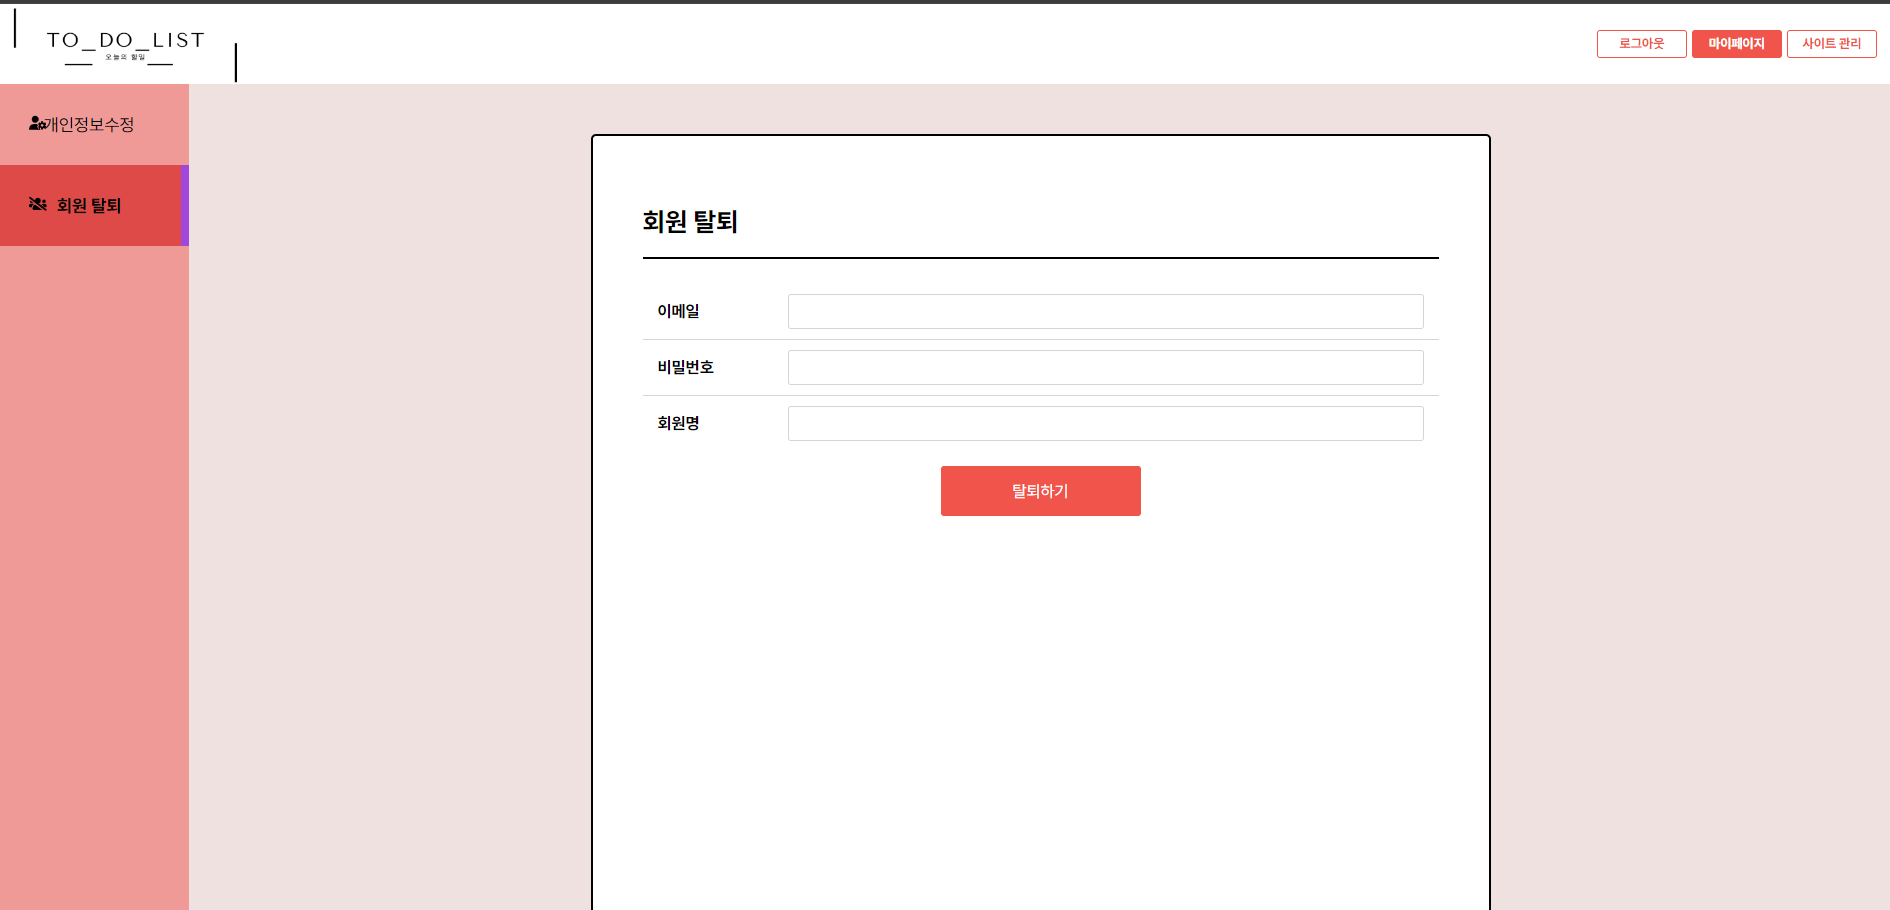 TO_DO_LIST
오늘의 할일
로그아웃
마이페이지
사이트 관리
개인정보수정
회원 탈퇴
회원 탈퇴
이메일
비밀번호
회원명
탈퇴하기